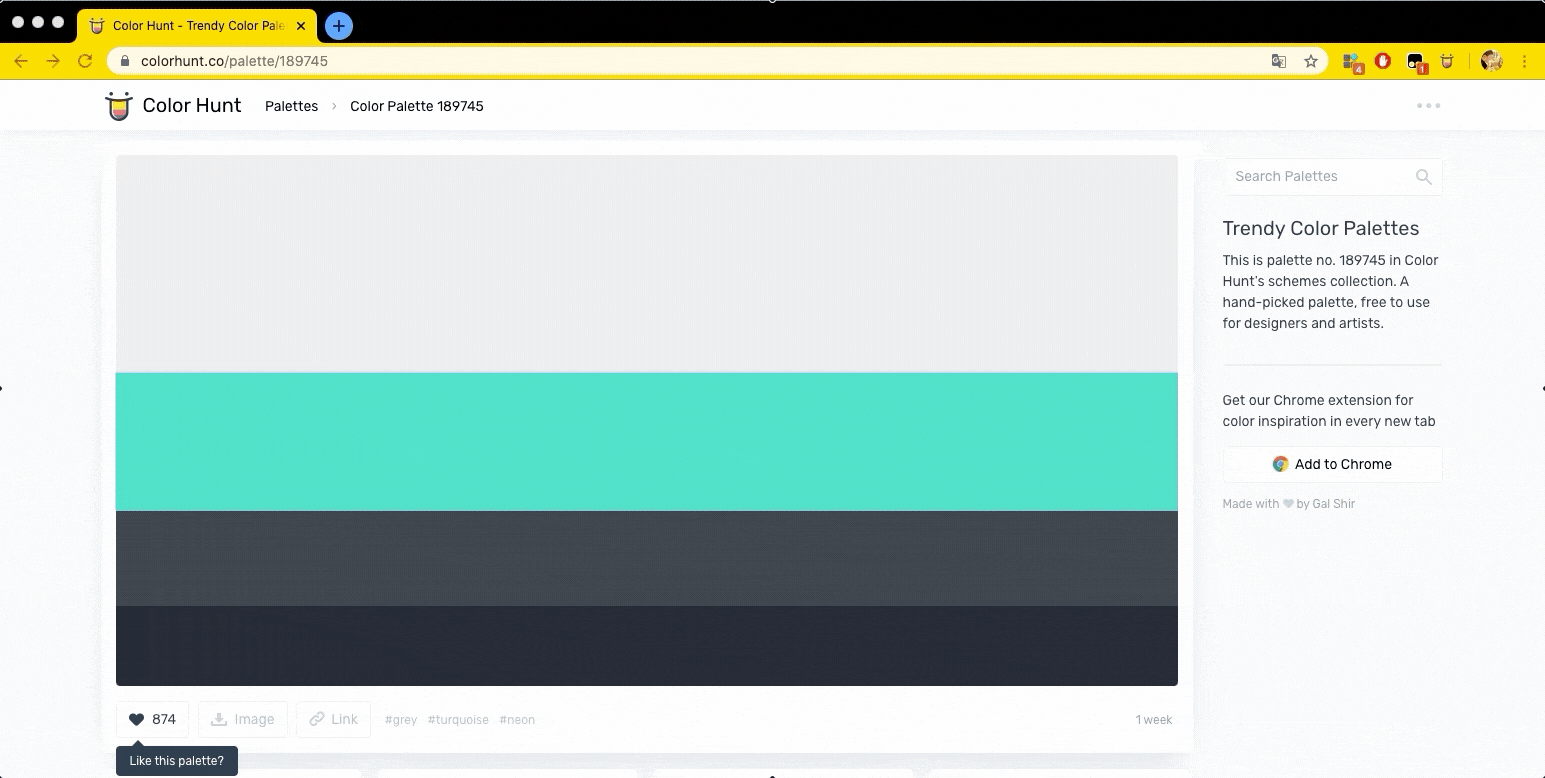 Color Hunt - Trendy Color Pale
colorhunt.co/palette/189745
4
1
Color Hunt Palettes › Color Palette 189745
Search Palettes
Trendy Color Palettes
This is palette no. 189745 in Color
Hunt's schemes collection. A
hand-picked palette, free to use
for designers and artists.
Get our Chrome extension for
color inspiration in every new tab
Add to Chrome
Made with ♥ by Gal Shir
874 Image Link #grey #turquoise #neon 1 week
Like this palette?